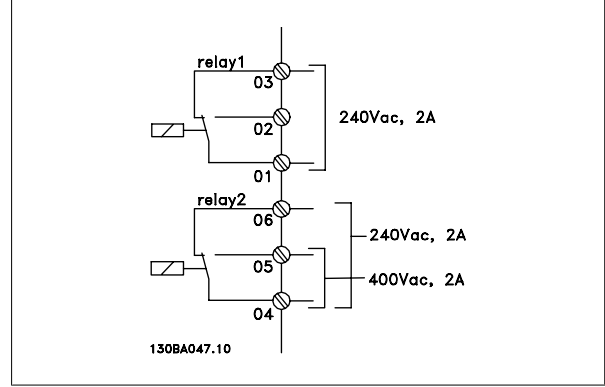 relay1
03
02
240Vac, 2A
01
relay2
06
240Vac, 2A
05
400Vac, 2A
04
130BA047.10